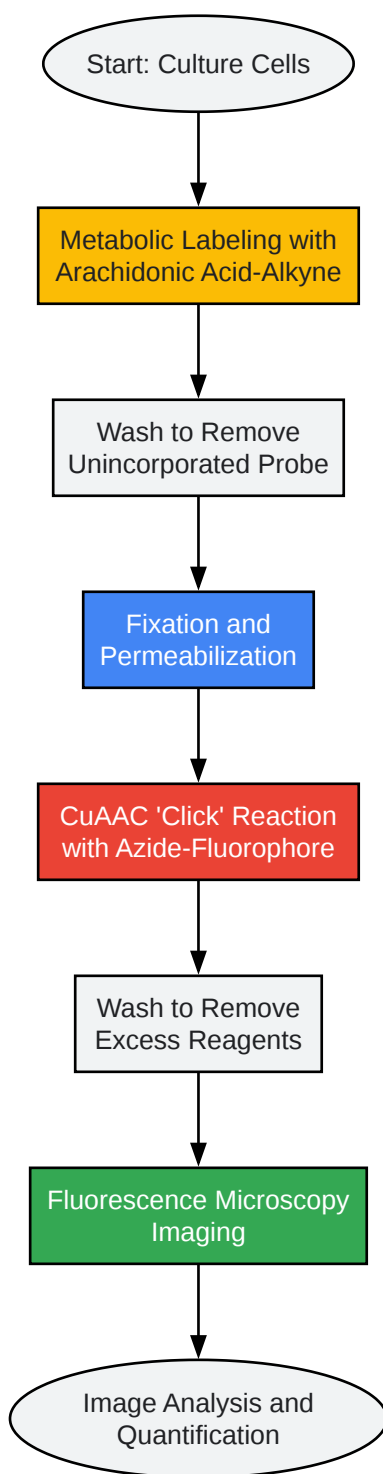 Start: Culture Cells
Metabolic Labeling with
Arachidonic Acid-Alkyne
Wash to Remove
Unincorporated Probe
Fixation and
Permeabilization
CuAAC 'Click' Reaction
with Azide-Fluorophore
Wash to Remove
Excess Reagents
Fluorescence Microscopy
Imaging
Image Analysis and
Quantification